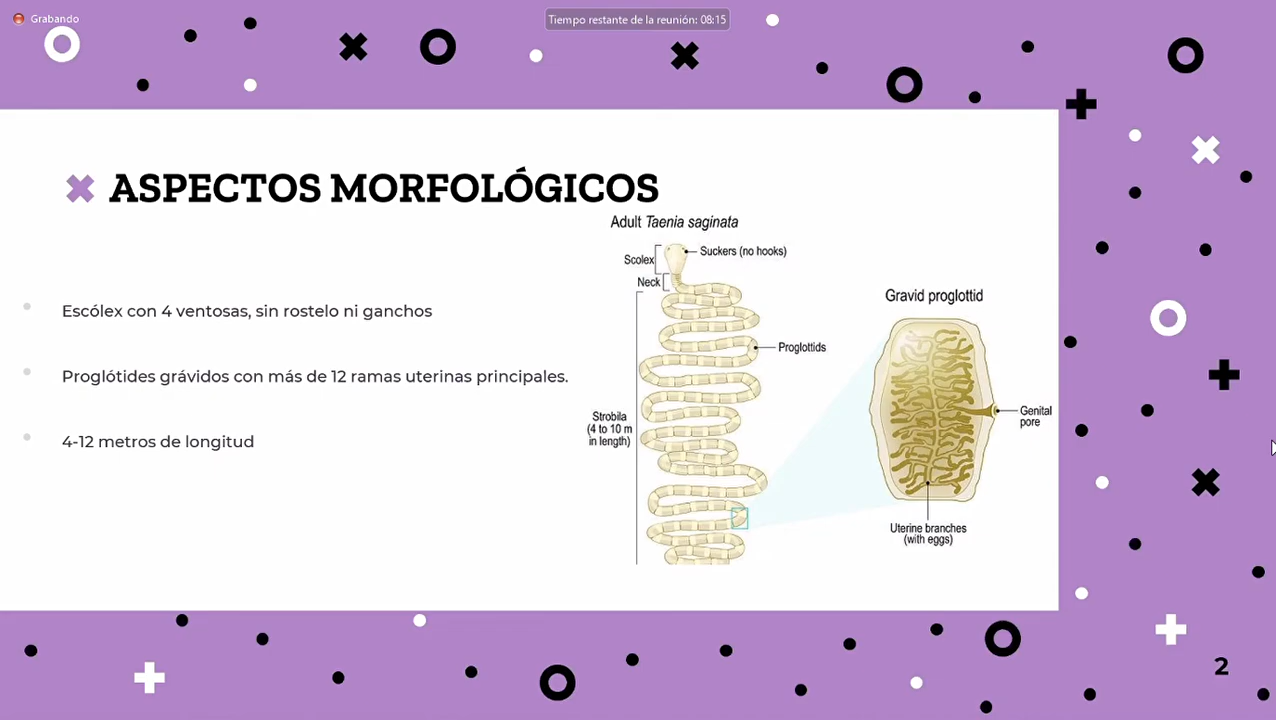 Grabando
Tiempo restante de la reunión: 08:15
ASPECTOS MORFOLÓGICOS
Escólex con 4 ventosas, sin rostelo ni ganchos
Proglótides grávidos con más de 12 ramas uterinas principales.
4-12 metros de longitud
Adult Taenia saginata
Scolex
Suckers (no hooks)
Neck
Proglottids
Strobila
(4 to 10 m
in length)
Gravid proglottid
Genital
pore
Uterine branches
(with eggs)
2